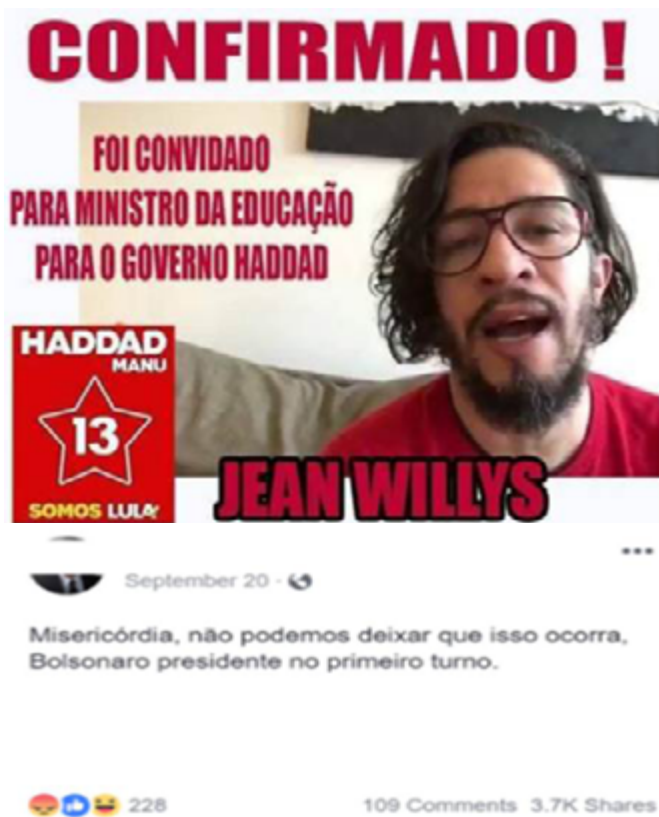 CONFIRMADO !
FOI CONVIDADO
PARA MINISTRO DA EDUCAÇÃO
PARA O GOVERNO HADDAD
HADDAD
MANU
13
SOMOS LULA
JEAN WILLYS
September 20 ·
Misericórdia, não podemos deixar que isso ocorra,
Bolsonaro presidente no primeiro turno.
228 109 Comments 3.7K Shares